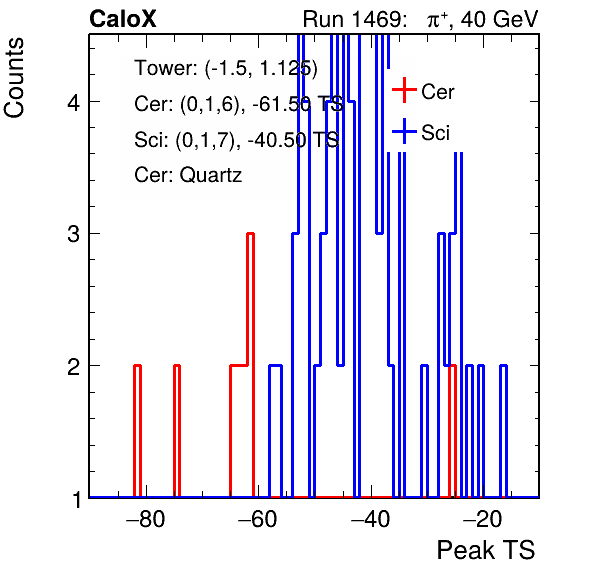 CaloX Run 1469: π⁺, 40 GeV
Counts
Tower: (-1.5, 1.125)
Cer: (0,1,6), -61.50 TS
Sci: (0,1,7), -40.50 TS
Cer: Quartz
Cer
Sci
4
3
2
1
−80 −60 −40 −20
Peak TS